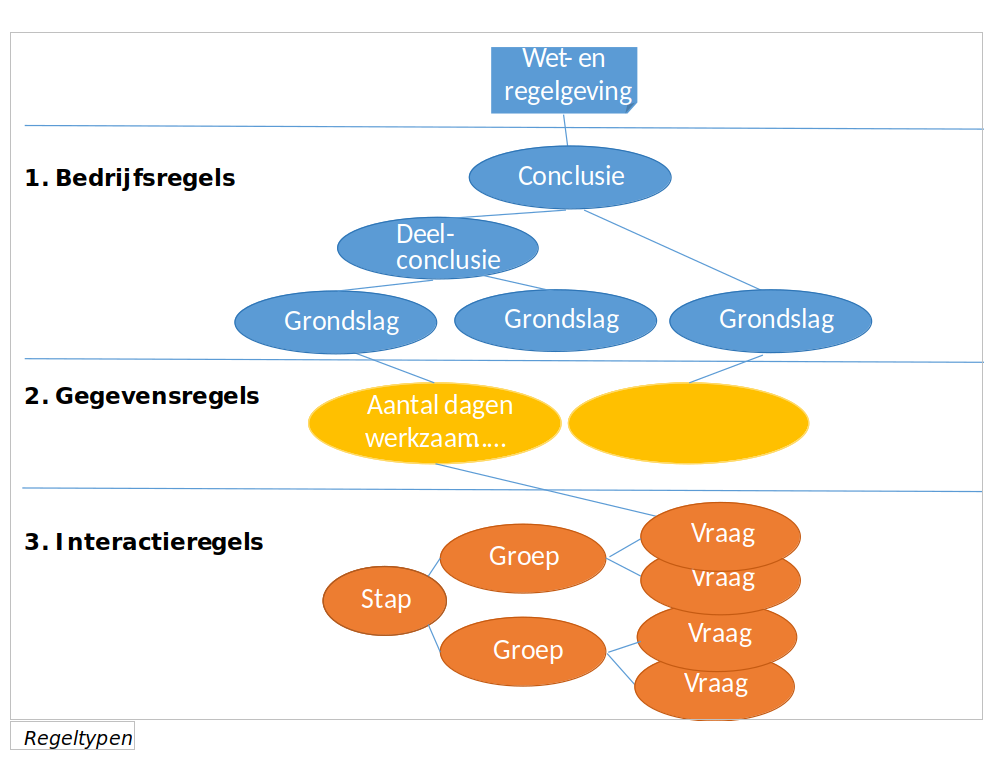 Wet- en
regelgeving
1. Bedrijfsregels
Conclusie
Deel-
conclusie
Grondslag
Grondslag
Grondslag
2. Gegevensregels
Aantal dagen
werkzaam……
3. Interactieregels
Vraag
Groep
Vraag
Stap
Vraag
Groep
Vraag
Regeltypen